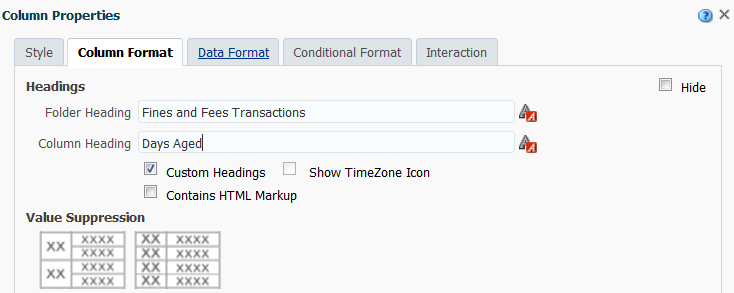 Column Properties
Style Column Format Data Format Conditional Format Interaction
Headings Hide
Folder Heading Fines and Fees Transactions
Column Heading Days Aged
Custom Headings Show TimeZone Icon
Contains HTML Markup
Value Suppression
XX XXXX XX XXXX
XXXX XX XXXX
XX XXXX XX XXXX
XXXX XX XXXX